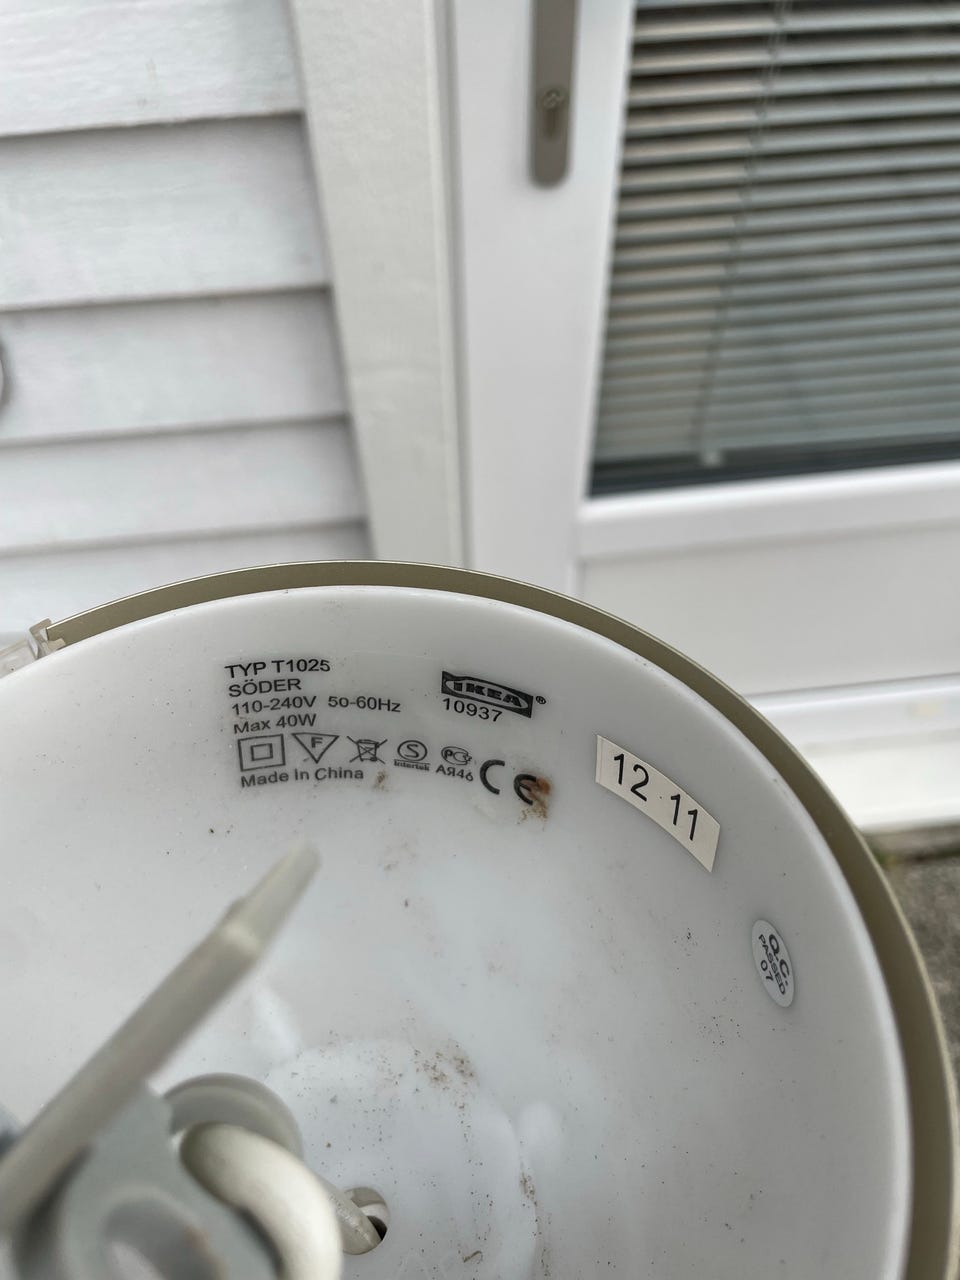 TYP T1025
SÖDER
110-240V 50-60Hz
Max 40W
F
S
Intertek
РС
АЯ46
CE
Made In China
IKEA®
10937
12 11
Q.C.
PASSED
07